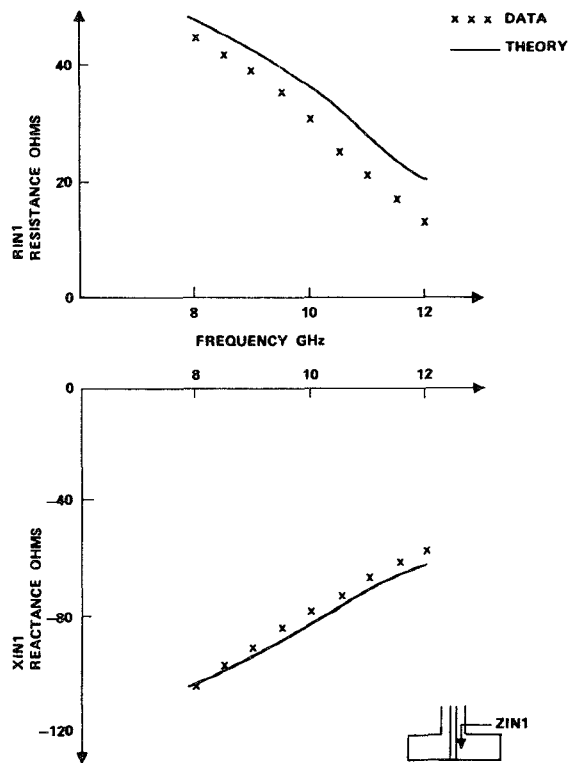 x x x DATA
THEORY
40
20
0
RIN1
RESISTANCE OHMS
8 10 12
FREQUENCY GHz
8 10 12
0
-40
-80
-120
XIN1
REACTANCE OHMS
ZIN1